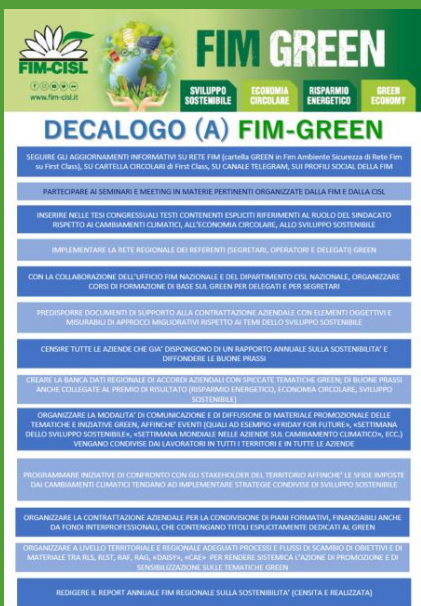 FIM-CISL
www.fim-cisl.it
FIM GREEN
SVILUPPO
SOSTENIBILE
ECONOMIA
CIRCOLARE
RISPARMIO
ENERGETICO
GREEN
ECONOMY
DECALOGO (A) FIM-GREEN
SEGUIRE GLI AGGIORNAMENTI INFORMATIVI SU RETE FIM (cartella GREEN in Fim Ambiente Sicurezza di Rete Fim
su First Class), SU CARTELLA CIRCOLARI di First Class, SU CANALE TELEGRAM, SUI PROFILI SOCIAL DELLA FIM
PARTECIPARE AI SEMINARI E MEETING IN MATERIE PERTINENTI ORGANIZZATE DALLA FIM E DALLA CISL
INSERIRE NELLE TESI CONGRESSUALI TESTI CONTENENTI ESPLICITI RIFERIMENTI AL RUOLO DEL SINDACATO
RISPETTO AI CAMBIAMENTI CLIMATICI, ALL'ECONOMIA CIRCOLARE, ALLO SVILUPPO SOSTENIBILE
IMPLEMENTARE LA RETE REGIONALE DEI REFERENTI (SEGRETARI, OPERATORI E DELEGATI) GREEN
CON LA COLLABORAZIONE DELL'UFFICIO FIM NAZIONALE E DEL DIPARTIMENTO CISL NAZIONALE, ORGANIZZARE
CORSI DI FORMAZIONE DI BASE SUL GREEN PER DELEGATI E PER SEGRETARI
PREDISPORRE DOCUMENTI DI SUPPORTO ALLA CONTRATTAZIONE AZIENDALE CON ELEMENTI OGGETTIVI E
MISURABILI DI APPROCCI MIGLIORATIVI RISPETTO AI TEMI DELLO SVILUPPO SOSTENIBILE
CENSIRE TUTTE LE AZIENDE CHE GIA' DISPONGONO DI UN RAPPORTO ANNUALE SULLA SOSTENIBILITA' E
DIFFONDERE LE BUONE PRASSI
CREARE LA BANCA DATI REGIONALE DI ACCORDI AZIENDALI CON SPICCATE TEMATICHE GREEN; DI BUONE PRASSI
ANCHE COLLEGATE AL PREMIO DI RISULTATO (RISPARMIO ENERGETICO, ECONOMIA CIRCOLARE, SVILUPPO
SOSTENIBILE)
ORGANIZZARE LA MODALITA' DI COMUNICAZIONE E DI DIFFUSIONE DI MATERIALE PROMOZIONALE DELLE
TEMATICHE E INIZIATIVE GREEN, AFFINCHE' EVENTI (QUALI AD ESEMPIO «FRIDAY FOR FUTURE», «SETTIMANA
DELLO SVILUPPO SOSTENIBILE», «SETTIMANA MONDIALE NELLE AZIENDE SUL CAMBIAMENTO CLIMATICO», ECC.)
VENGANO CONDIVISE DAI LAVORATORI IN TUTTI I TERRITORI E IN TUTTE LE AZIENDE
PROGRAMMARE INIZIATIVE DI CONFRONTO CON GLI STAKEHOLDER DEL TERRITORIO AFFINCHE' LE SFIDE IMPOSTE
DAI CAMBIAMENTI CLIMATICI TENDANO AD IMPLEMENTARE STRATEGIE CONDIVISE DI SVILUPPO SOSTENIBILE
ORGANIZZARE LA CONTRATTAZIONE AZIENDALE PER LA CONDIVISIONE DI PIANI FORMATIVI, FINANZIABILI ANCHE
DA FONDI INTERPROFESSIONALI, CHE CONTENGANO TITOLI ESPLICITAMENTE DEDICATI AL GREEN
ORGANIZZARE A LIVELLO TERRITORIALE E REGIONALE ADEGUATI PROCESSI E FLUSSI DI SCAMBIO DI OBIETTIVI E DI
MATERIALE TRA RLS, RLST, RAF, RAG, «DAISY», «CAE» PER RENDERE SISTEMICA L'AZIONE DI PROMOZIONE E DI
SENSIBILIZZAZIONE SULLE TEMATICHE GREEN
REDIGERE IL REPORT ANNUALE FIM REGIONALE SULLA SOSTENIBILITA' (CENSITA E REALIZZATA)